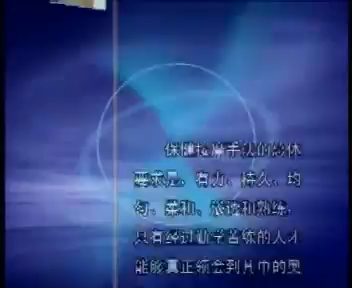 保健按摩手法的总体
要求是：有力、持久、均
匀、柔和、渗透和熟练，
只有经过勤学苦练的人才
能够真正领会到其中的奥